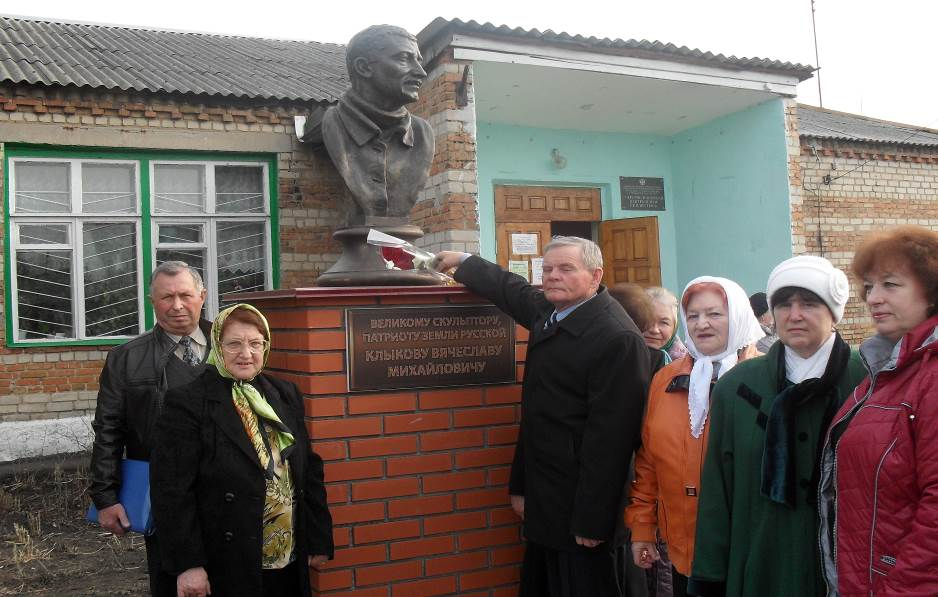 ВЕЛИКОМУ СКУЛЬПТОРУ,
ПАТРИОТУ ЗЕМЛИ РУССКОЙ
КЛЫКОВУ ВЯЧЕСЛАВУ
МИХАЙЛОВИЧУ